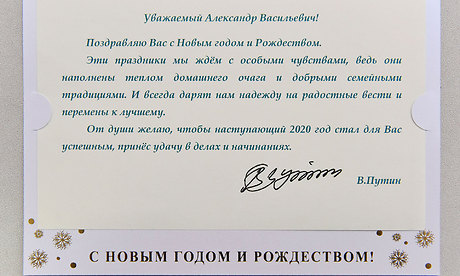 Уважаемый Александр Васильевич!
Поздравляю Вас с Новым годом и Рождеством.
Эти праздники мы ждём с особыми чувствами, ведь они
наполнены теплом домашнего очага и добрыми семейными
традициями. И всегда дарят нам надежду на радостные вести и
перемены к лучшему.
От души желаю, чтобы наступающий 2020 год стал для Вас
успешным, принёс удачу в делах и начинаниях.
В.Путин
С НОВЫМ ГОДОМ И РОЖДЕСТВОМ!